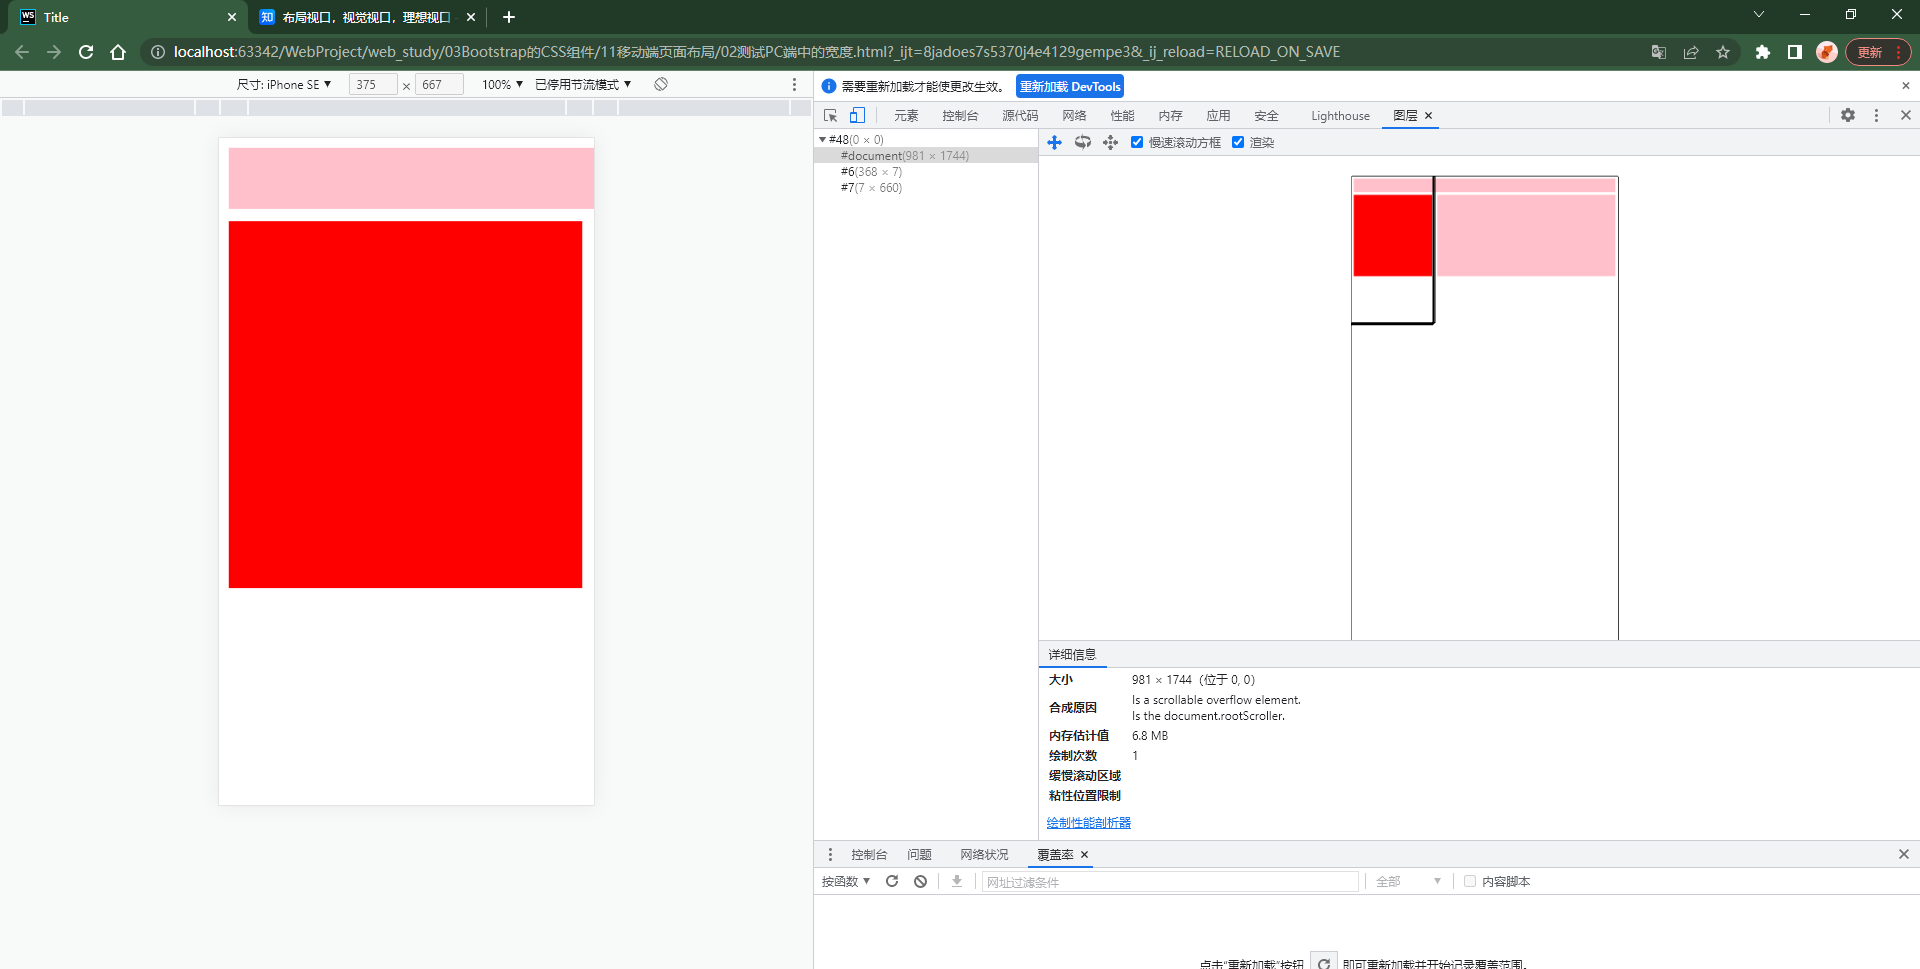 WS Title
知 布局视口，视觉视口，理想视口
localhost:63342/WebProject/web_study/03Bootstrap的CSS组件/11移动端页面布局/02测试PC端中的宽度.html?_ijt=8jadoes7s5370j4e4129gempe3&_ij_reload=RELOAD_ON_SAVE
更新
尺寸: iPhone SE ▼ 375 × 667 100% ▼ 已停用节流模式 ▼
需要重新加载才能使更改生效。 重新加载 DevTools
元素 控制台 源代码 网络 性能 内存 应用 安全 Lighthouse 图层
#48(0 × 0)
慢速滚动方框 渲染
#document(981 × 1744)
#6(368 × 7)
#7(7 × 660)
详细信息
大小 981 × 1744（位于 0, 0）
合成原因 Is a scrollable overflow element.
Is the document.rootScroller.
内存估计值 6.8 MB
绘制次数 1
缓慢滚动区域
粘性位置限制
绘制性能剖析器
控制台 问题 网络状况 覆盖率
按函数 ▼ 网址过滤条件 全部 ▼ 内容脚本
点击“重新加载”按钮 即可重新加载并开始记录覆盖范围。